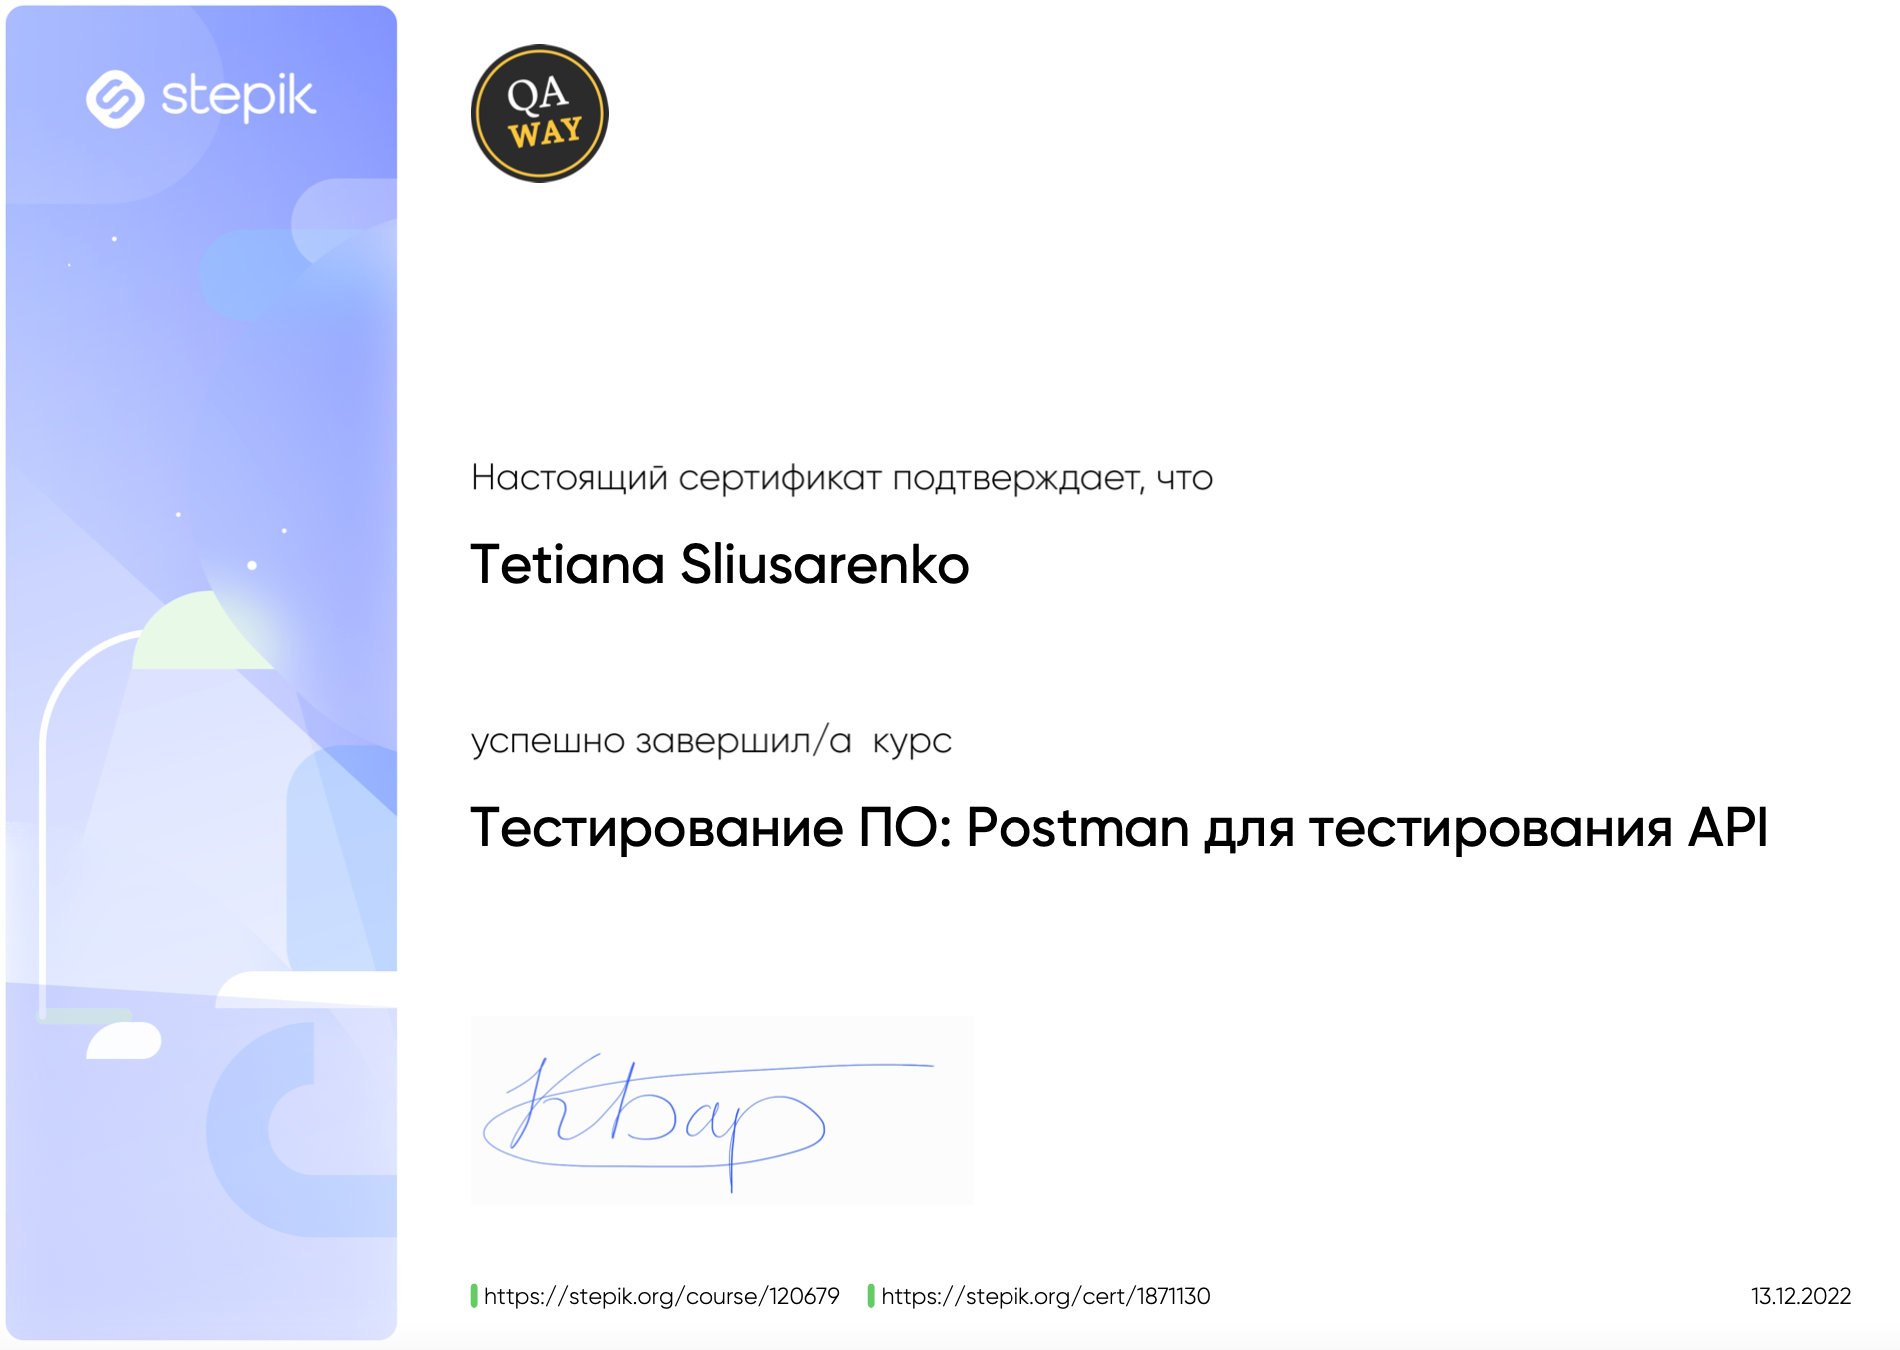 stepik
QA
WAY
Настоящий сертификат подтверждает, что
Tetiana Sliusarenko
успешно завершил/а курс
Тестирование ПО: Postman для тестирования API
КБар
https://stepik.org/course/120679 https://stepik.org/cert/1871130 13.12.2022